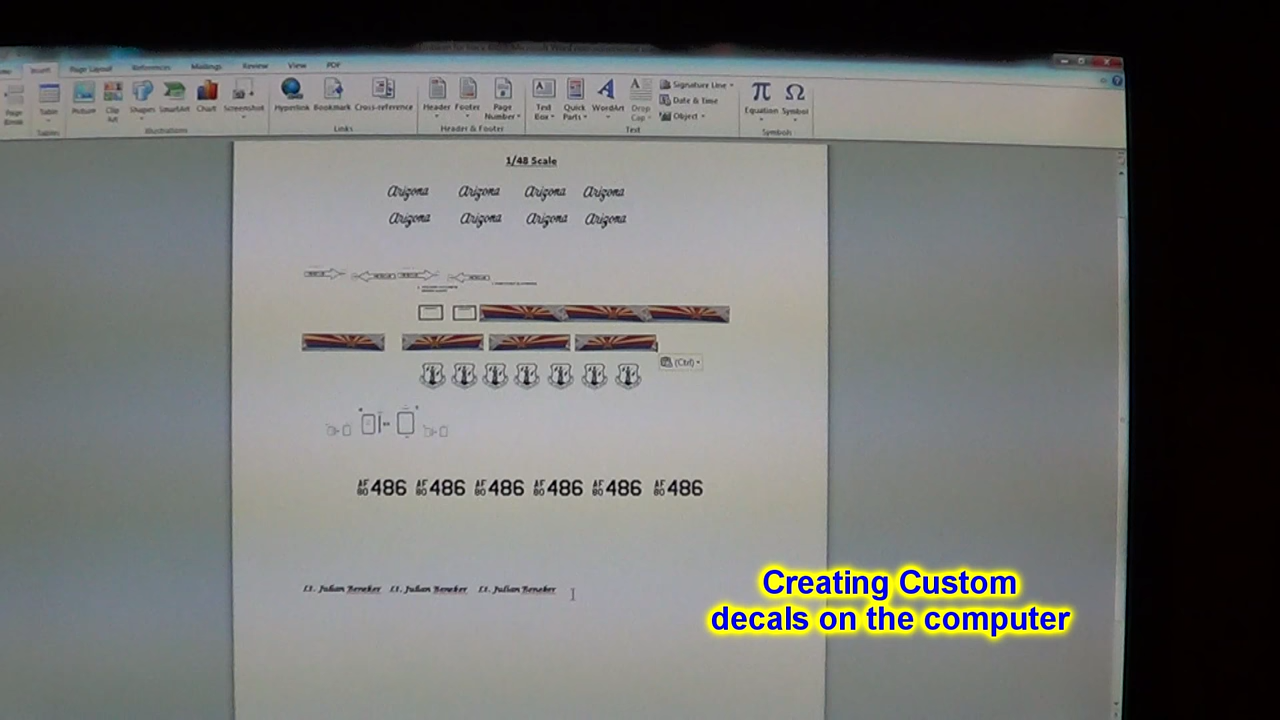 Insert Page Layout References Mailings Review View PDF
Page Break
Table
Picture
Clip Art
Shapes
SmartArt
Chart
Screenshot
Hyperlink
Bookmark
Cross-reference
Header
Footer
Page Number
Text Box
Quick Parts
WordArt
Drop Cap
Signature Line
Date & Time
Object
Equation
Symbol
Tables
Illustrations
Links
Header & Footer
Text
Symbols
1/48 Scale
Arizona Arizona Arizona Arizona
Arizona Arizona Arizona Arizona
(Ctrl)
AF 80 486 AF 80 486 AF 80 486 AF 80 486 AF 80 486 AF 80 486
Lt. Julian Beneker Lt. Julian Beneker Lt. Julian Beneker
Creating Custom
decals on the computer